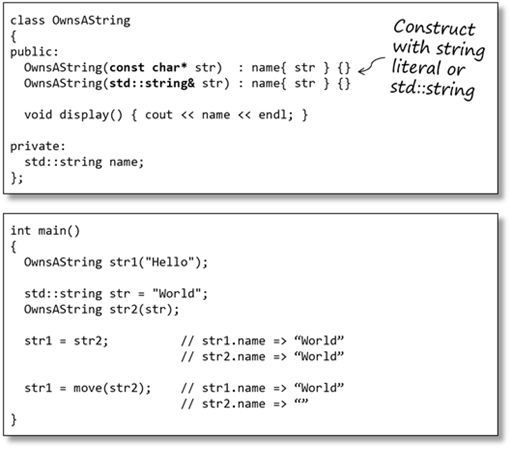 class OwnsAString
{
public:
  OwnsAString(const char* str)  : name{ str } {}
  OwnsAString(std::string& str) : name{ str } {}

  void display() { cout << name << endl; }

private:
  std::string name;
};
Construct
with string
literal or
std::string
int main()
{
  OwnsAString str1("Hello");

  std::string str = "World";
  OwnsAString str2(str);

  str1 = str2;          // str1.name => “World”
                        // str2.name => “World”

  str1 = move(str2);    // str1.name => “World”
                        // str2.name => “”
}